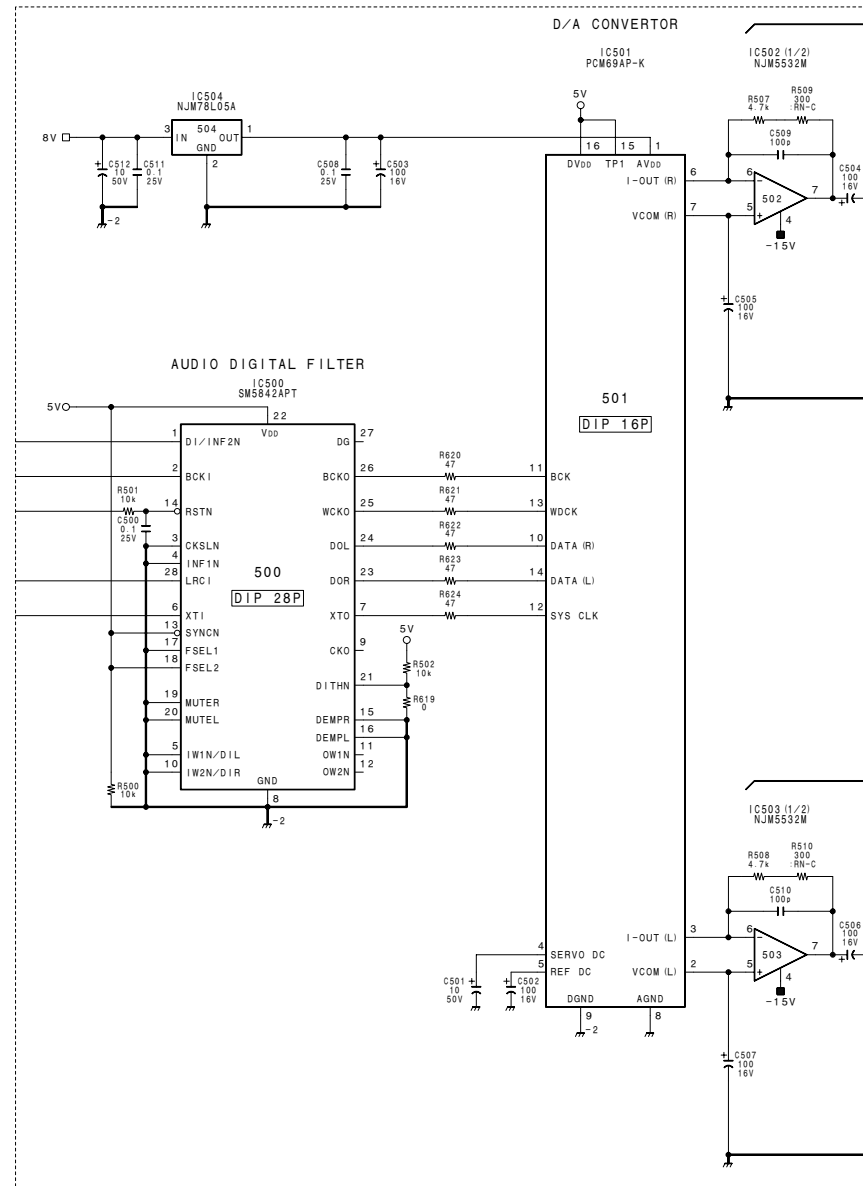 D/A CONVERTOR
IC501
PCM69AP-K
IC502 (1/2)
NJM5532M
IC504
NJM78L05A
8V
3
IN
504
OUT
1
GND
2
C512
10
50V
C511
0.1
25V
-2
C508
0.1
25V
C503
100
16V
5V
16
15
1
DVDD
TP1
AVDD
I-OUT (R)
6
VCOM (R)
7
R507
4.7k
R509
300
:RN-C
C509
100p
6
5
502
7
4
-15V
C504
100
16V
C505
100
16V
501
DIP 16P
AUDIO DIGITAL FILTER
IC500
SM5842APT
5V
22
VDD
1
DI/INF2N
2
BCKI
R501
10k
14
RSTN
C500
0.1
25V
3
CKSLN
4
INF1N
28
LRCI
6
XTI
13
SYNCN
17
FSEL1
18
FSEL2
19
MUTER
20
MUTEL
5
IW1N/DIL
10
IW2N/DIR
R500
10k
500
DIP 28P
GND
8
-2
DG
27
BCKO
26
WCKO
25
DOL
24
DOR
23
XTO
7
CKO
9
DITHN
21
DEMPR
15
DEMPL
16
OW1N
11
OW2N
12
5V
R502
10k
R619
0
R620
47
R621
47
R622
47
R623
47
R624
47
11
BCK
13
WDCK
10
DATA (R)
14
DATA (L)
12
SYS CLK
4
SERVO DC
5
REF DC
C501
10
50V
C502
100
16V
DGND
9
-2
AGND
8
I-OUT (L)
3
VCOM (L)
2
IC503 (1/2)
NJM5532M
R508
4.7k
R510
300
:RN-C
C510
100p
6
5
503
7
4
-15V
C506
100
16V
C507
100
16V